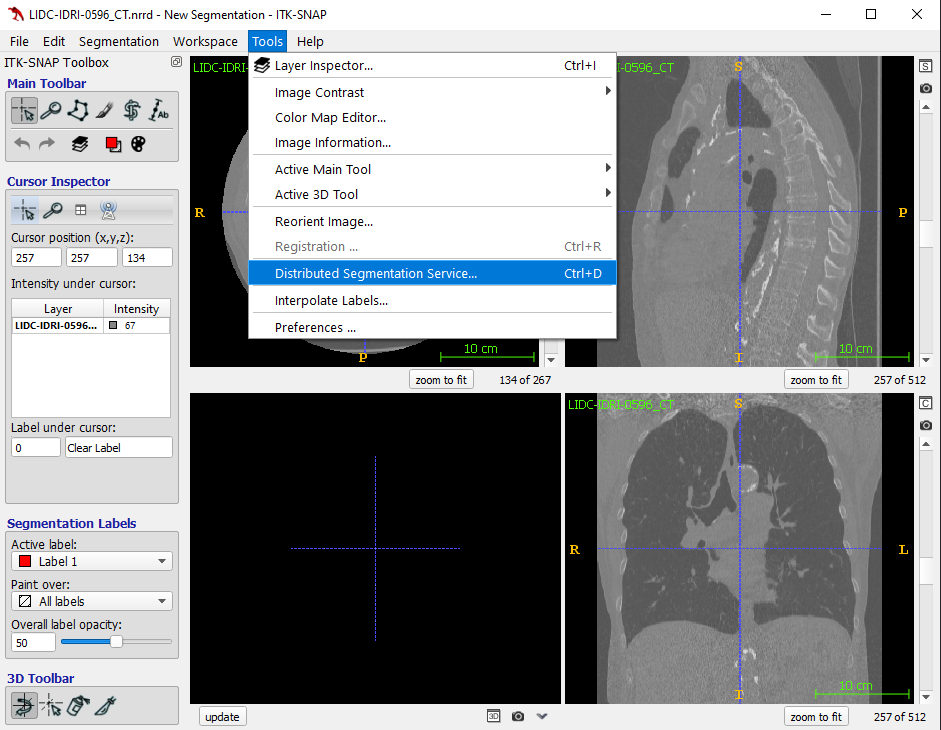 LIDC-IDRI-0596_CT.nrrd - New Segmentation - ITK-SNAP
File Edit Segmentation Workspace Tools Help
ITK-SNAP Toolbox
Main Toolbar
Ab
Cursor Inspector
Cursor position (x,y,z):
257 257 134
Intensity under cursor:
Layer Intensity
LIDC-IDRI-0596... 67
Label under cursor:
0 Clear Label
Segmentation Labels
Active label:
Label 1
Paint over:
All labels
Overall label opacity:
50
3D Toolbar
Layer Inspector... Ctrl+I
Image Contrast
Color Map Editor...
Image Information...
Active Main Tool
Active 3D Tool
Reorient Image...
Registration ... Ctrl+R
Distributed Segmentation Service... Ctrl+D
Interpolate Labels...
Preferences ...
LIDC-IDRI
R
P
10 cm
zoom to fit 134 of 267
I-0596_CT
S
P
I
10 cm
S
zoom to fit 257 of 512
update
3D
LIDC-IDRI-0596_CT
S
R
L
I
10 cm
C
zoom to fit 257 of 512